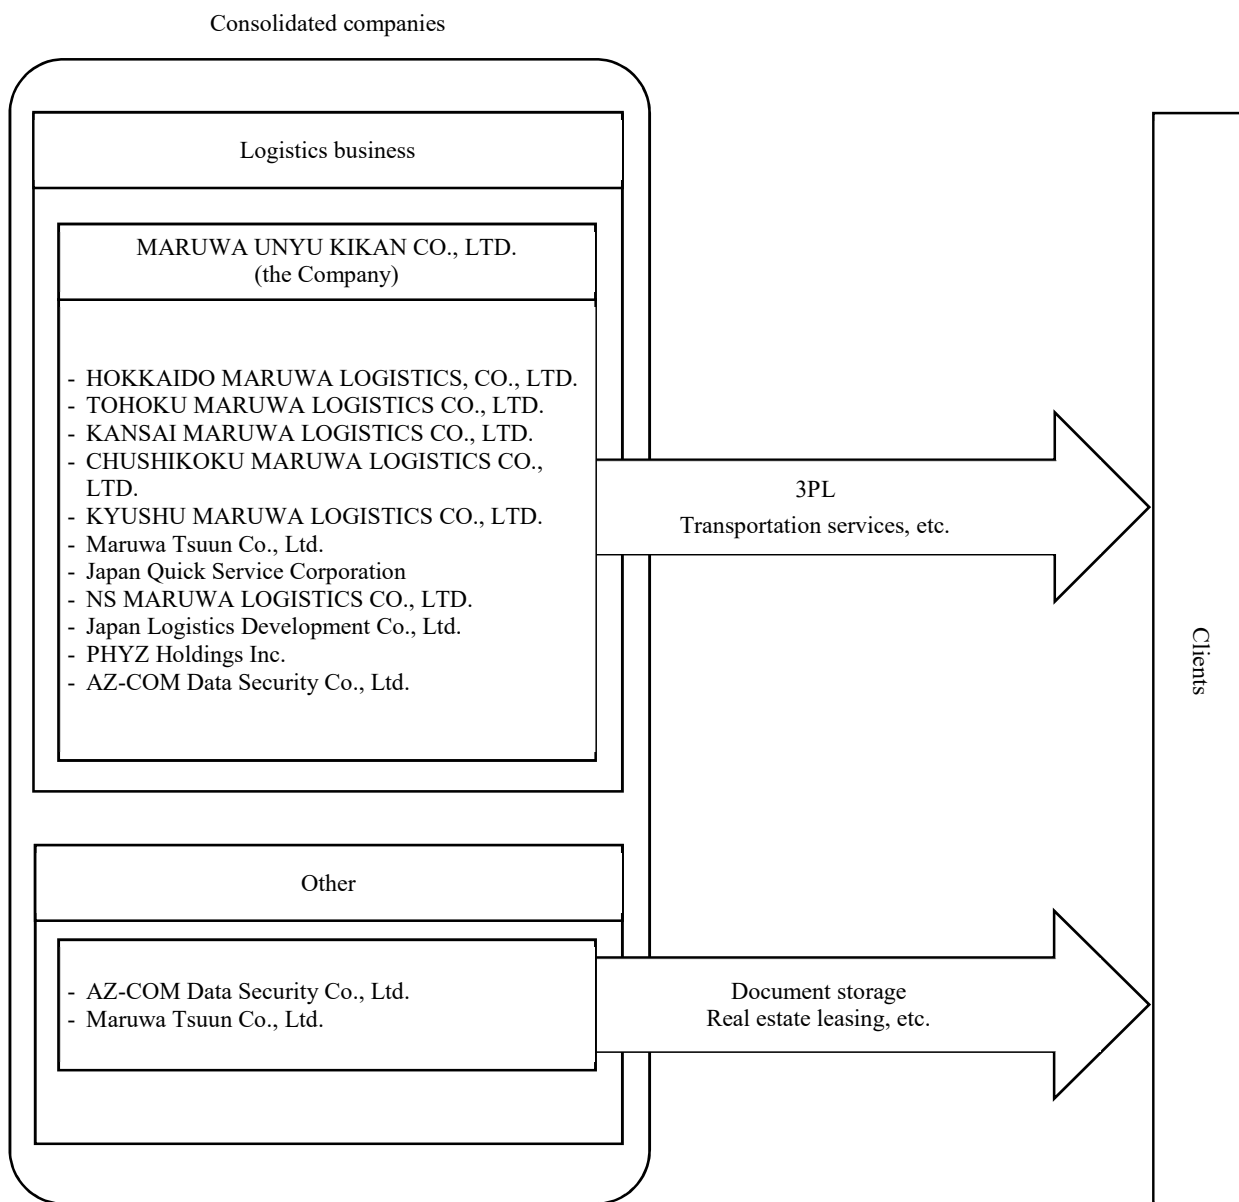 Consolidated companies
Logistics business
MARUWA UNYU KIKAN CO., LTD.
(the Company)
- HOKKAIDO MARUWA LOGISTICS, CO., LTD.
- TOHOKU MARUWA LOGISTICS CO., LTD.
- KANSAI MARUWA LOGISTICS CO., LTD.
- CHUSHIKOKU MARUWA LOGISTICS CO.,
LTD.
- KYUSHU MARUWA LOGISTICS CO., LTD.
- Maruwa Tsuun Co., Ltd.
- Japan Quick Service Corporation
- NS MARUWA LOGISTICS CO., LTD.
- Japan Logistics Development Co., Ltd.
- PHYZ Holdings Inc.
- AZ-COM Data Security Co., Ltd.
3PL
Transportation services, etc.
Clients
Other
- AZ-COM Data Security Co., Ltd.
- Maruwa Tsuun Co., Ltd.
Document storage
Real estate leasing, etc.